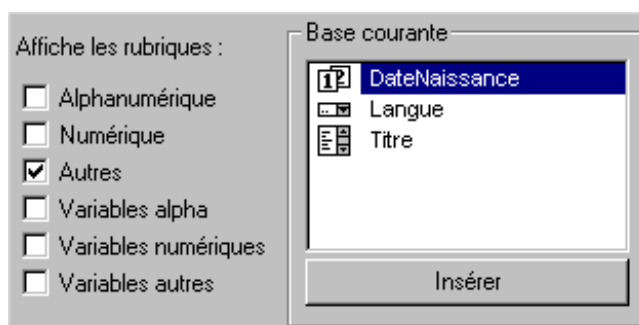 Affiche les rubriques :
Alphanumérique
Numérique
Autres
Variables alpha
Variables numériques
Variables autres
Base courante
DateNaissance
Langue
Titre
Insérer